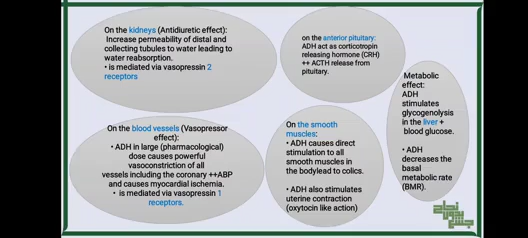 On the kidneys (Antidiuretic effect):
Increase permeability of distal and
collecting tubules to water leading to
water reabsorption.
• is mediated via vasopressin 2
receptors
on the anterior pituitary:
ADH act as corticotropin
releasing hormone (CRH)
++ ACTH release from
pituitary.
Metabolic
effect:
ADH
stimulates
glycogenolysis
in the liver +
blood glucose.
• ADH
decreases the
basal
metabolic rate
(BMR).
On the blood vessels (Vasopressor
effect):
• ADH in large (pharmacological)
dose causes powerful
vasoconstriction of all
vessels including the coronary ++ABP
and causes myocardial ischemia.
• is mediated via vasopressin 1
receptors.
On the smooth
muscles:
• ADH causes direct
stimulation to all
smooth muscles in
the bodylead to colics.
• ADH also stimulates
uterine contraction
(oxytocin like action)